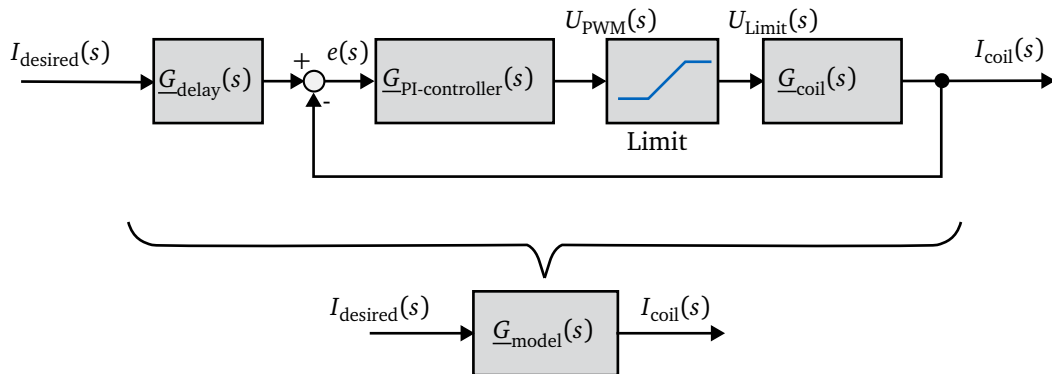 U_PWM(s) U_Limit(s)
I_desired(s) + e(s) I_coil(s)
G_delay(s) G_PI-controller(s) G_coil(s)
-
Limit
I_desired(s) I_coil(s)
G_model(s)